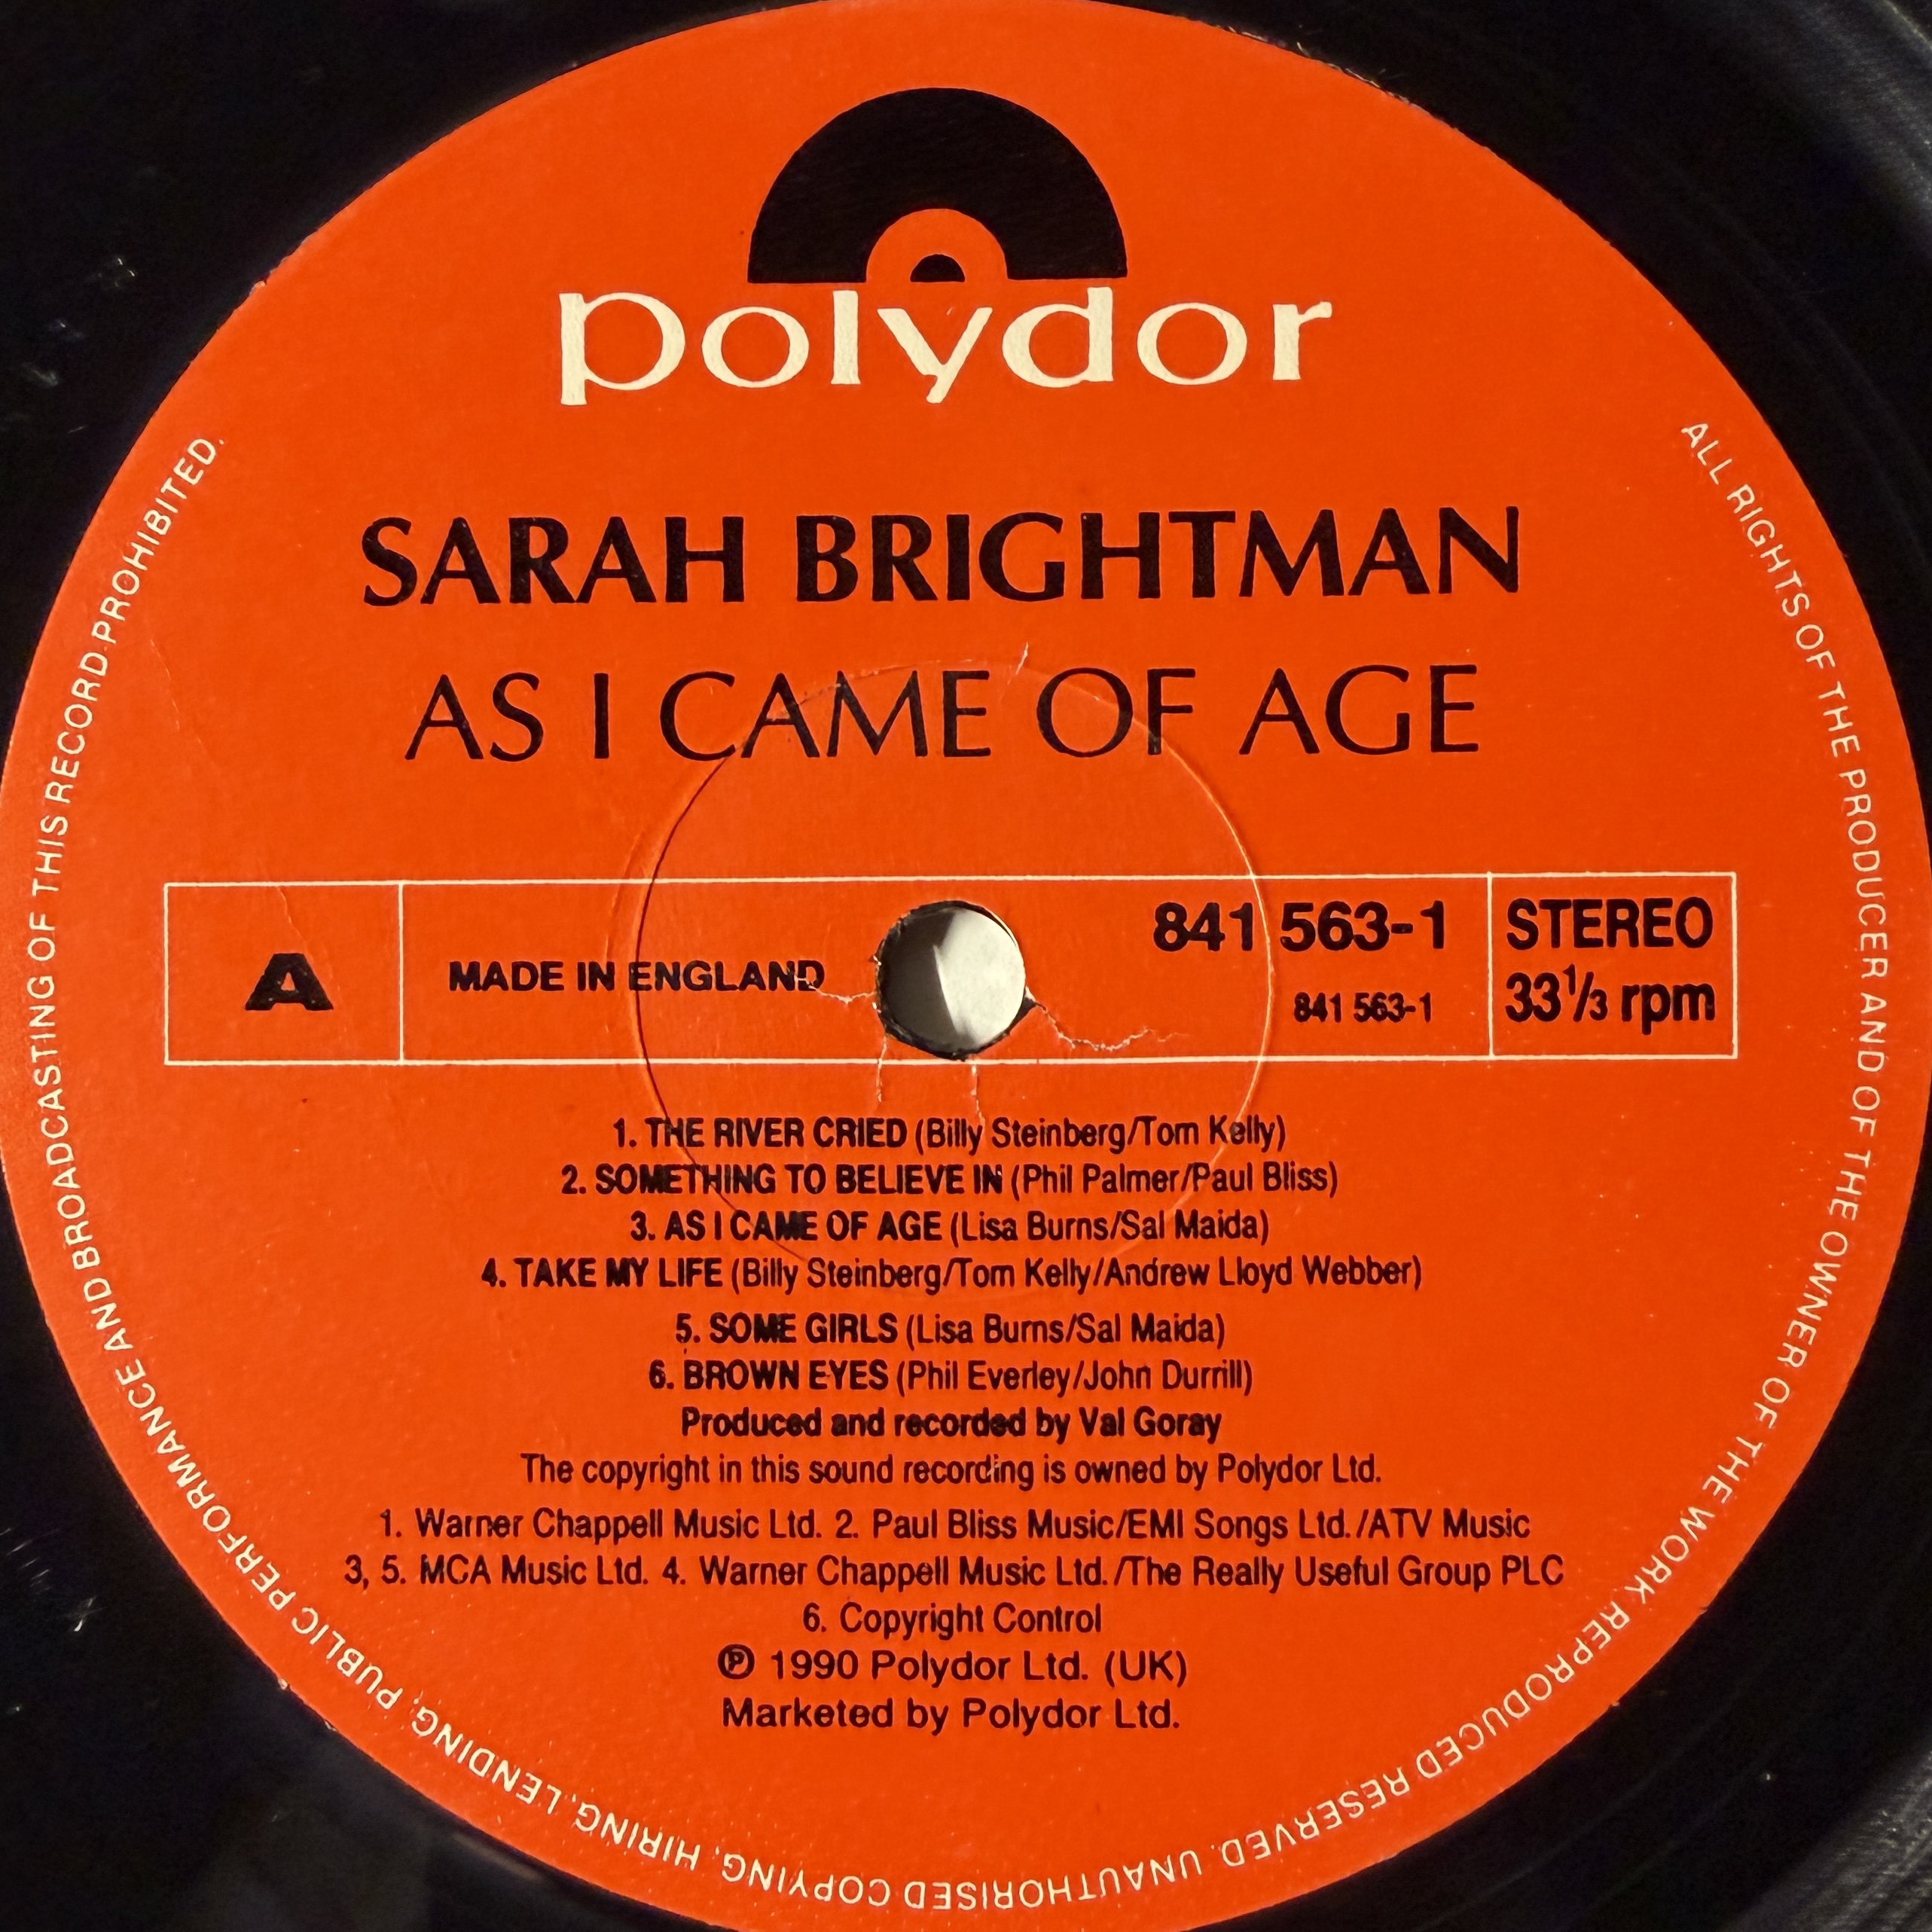 polydor
SARAH BRIGHTMAN
AS I CAME OF AGE
A
MADE IN ENGLAND
841 563-1
841 563-1
STEREO
33⅓ rpm
1. THE RIVER CRIED (Billy Steinberg/Tom Kelly)
2. SOMETHING TO BELIEVE IN (Phil Palmer/Paul Bliss)
3. AS I CAME OF AGE (Lisa Burns/Sal Maida)
4. TAKE MY LIFE (Billy Steinberg/Tom Kelly/Andrew Lloyd Webber)
5. SOME GIRLS (Lisa Burns/Sal Maida)
6. BROWN EYES (Phil Everley/John Durrill)
Produced and recorded by Val Goray
The copyright in this sound recording is owned by Polydor Ltd.
1. Warner Chappell Music Ltd. 2. Paul Bliss Music/EMI Songs Ltd./ATV Music
3, 5. MCA Music Ltd. 4. Warner Chappell Music Ltd./The Really Useful Group PLC
6. Copyright Control
℗ 1990 Polydor Ltd. (UK)
Marketed by Polydor Ltd.
ALL RIGHTS OF THE PRODUCER AND OF THE OWNER OF THE WORK REPRODUCED RESERVED. UNAUTHORISED COPYING, HIRING, LENDING, PUBLIC PERFORMANCE AND BROADCASTING OF THIS RECORD PROHIBITED.